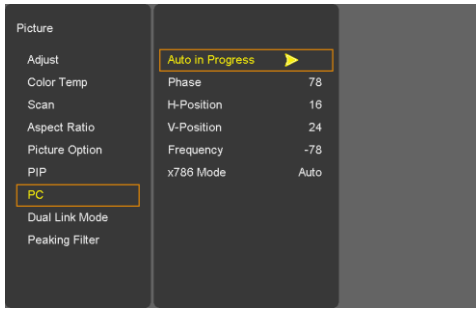 Picture
Adjust
Color Temp
Scan
Aspect Ratio
Picture Option
PIP
PC
Dual Link Mode
Peaking Filter
Auto in Progress
Phase 78
H-Position 16
V-Position 24
Frequency -78
x786 Mode Auto